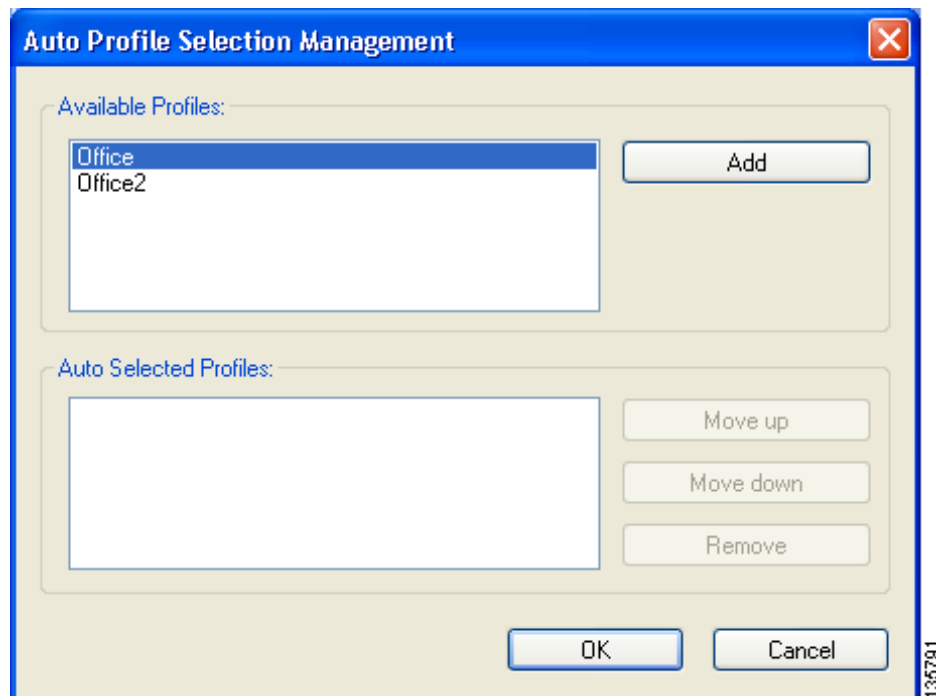 Auto Profile Selection Management
Available Profiles:
Office
Office2
Add
Auto Selected Profiles:
Move up
Move down
Remove
OK
Cancel
135791